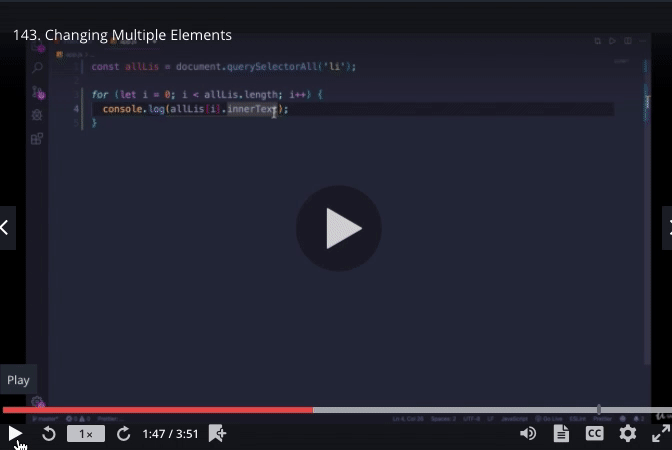 143. Changing Multiple Elements
const allLis = document.querySelectorAll('li');
for (let i = 0; i < allLis.length; i++) {
4 console.log(allLis[i].innerText);
}
Play
1x
1:47 / 3:51
CC